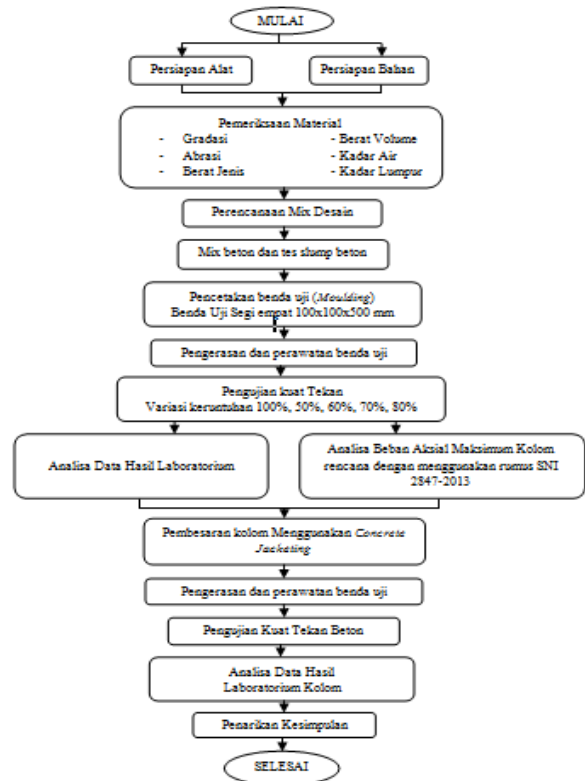 MULAI
Persiapan Alat
Persiapan Bahan
Pemeriksaan Material
- Gradasi - Berat Volume
- Abrasi - Kadar Air
- Berat Jenis - Kadar Lumpur
Perencanaan Mix Desain
Mix beton dan tes slump beton
Pencetakan benda uji (Moulding)
Benda Uji Segi empat 100x100x500 mm
Pengerasan dan perawatan benda uji
Pengujian kuat Tekan
Variasi keruntuhan 100%, 50%, 60%, 70%, 80%
Analisa Data Hasil Laboratorium
Analisa Beban Aksial Maksimum Kolom
rencana dengan menggunakan rumus SNI
2847-2013
Pembesaran kolom Menggunakan Concrete
Jacketing
Pengerasan dan perawatan benda uji
Pengujian Kuat Tekan Beton
Analisa Data Hasil
Laboratorium Kolom
Penarikan Kesimpulan
SELESAI